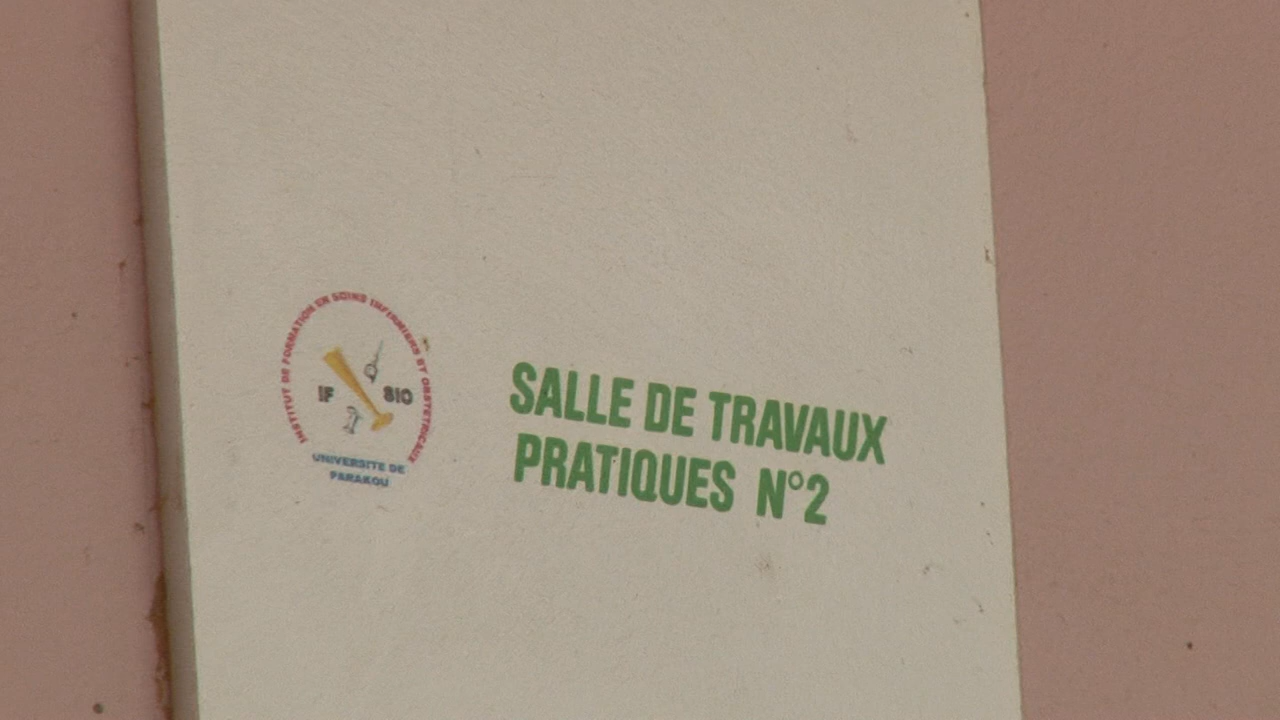 INSTITUT DE FORMATION EN SOINS INFIRMIERS ET OBSTETRICAUX
IF SIO
UNIVERSITE DE
PARAKOU
SALLE DE TRAVAUX
PRATIQUES N°2